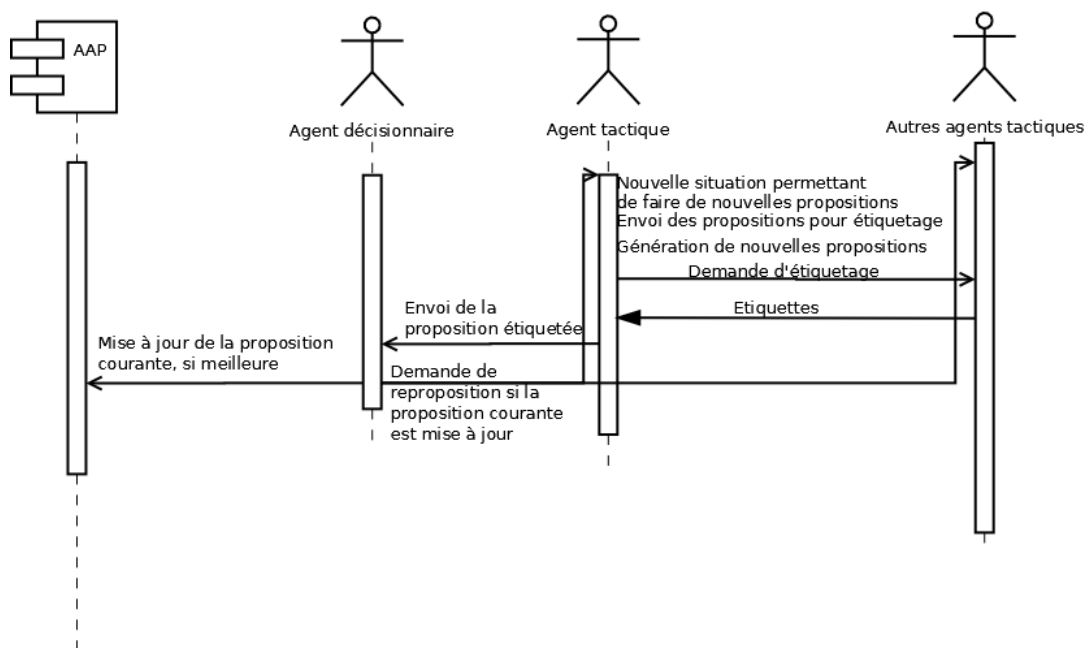 AAP
Agent décisionnaire
Agent tactique
Autres agents tactiques
Nouvelle situation permettant
de faire de nouvelles propositions
Envoi des propositions pour étiquetage
Génération de nouvelles propositions
Demande d'étiquetage
Etiquettes
Envoi de la
proposition étiquetée
Mise à jour de la proposition
courante, si meilleure
Demande de
reproposition si la
proposition courante
est mise à jour